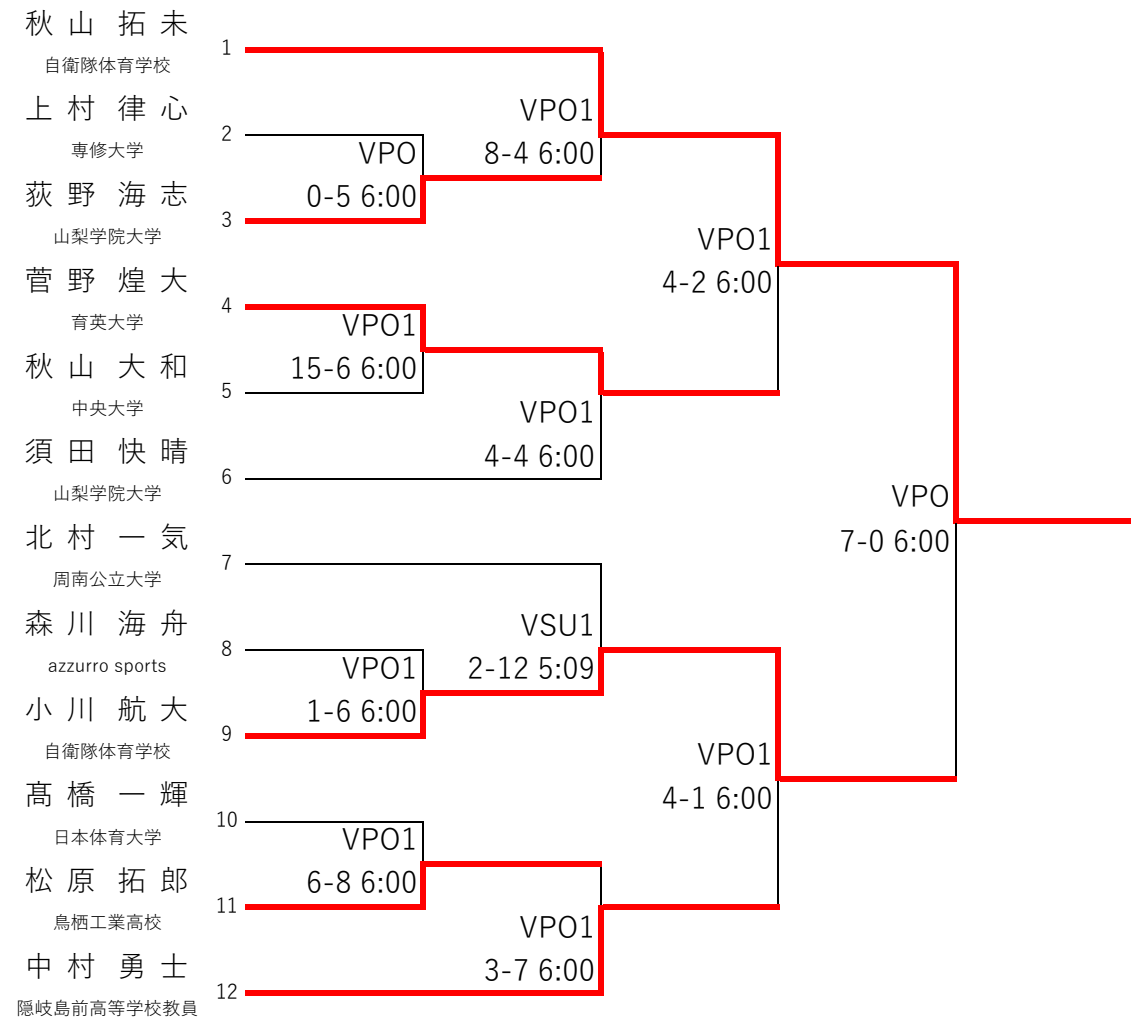 秋山 拓未
1
自衛隊体育学校
上村 律心
2
専修大学
荻野 海志
3
山梨学院大学
菅野 煌大
4
育英大学
秋山 大和
5
中央大学
須田 快晴
6
山梨学院大学
北村 一気
7
周南公立大学
森川 海舟
8
azzurro sports
小川 航大
9
自衛隊体育学校
髙橋 一輝
10
日本体育大学
松原 拓郎
11
鳥栖工業高校
中村 勇士
12
隠岐島前高等学校教員
VPO
0-5 6:00
VPO1
15-6 6:00
VPO1
1-6 6:00
VPO1
6-8 6:00
VPO1
8-4 6:00
VPO1
4-4 6:00
VSU1
2-12 5:09
VPO1
3-7 6:00
VPO1
4-2 6:00
VPO1
4-1 6:00
VPO
7-0 6:00